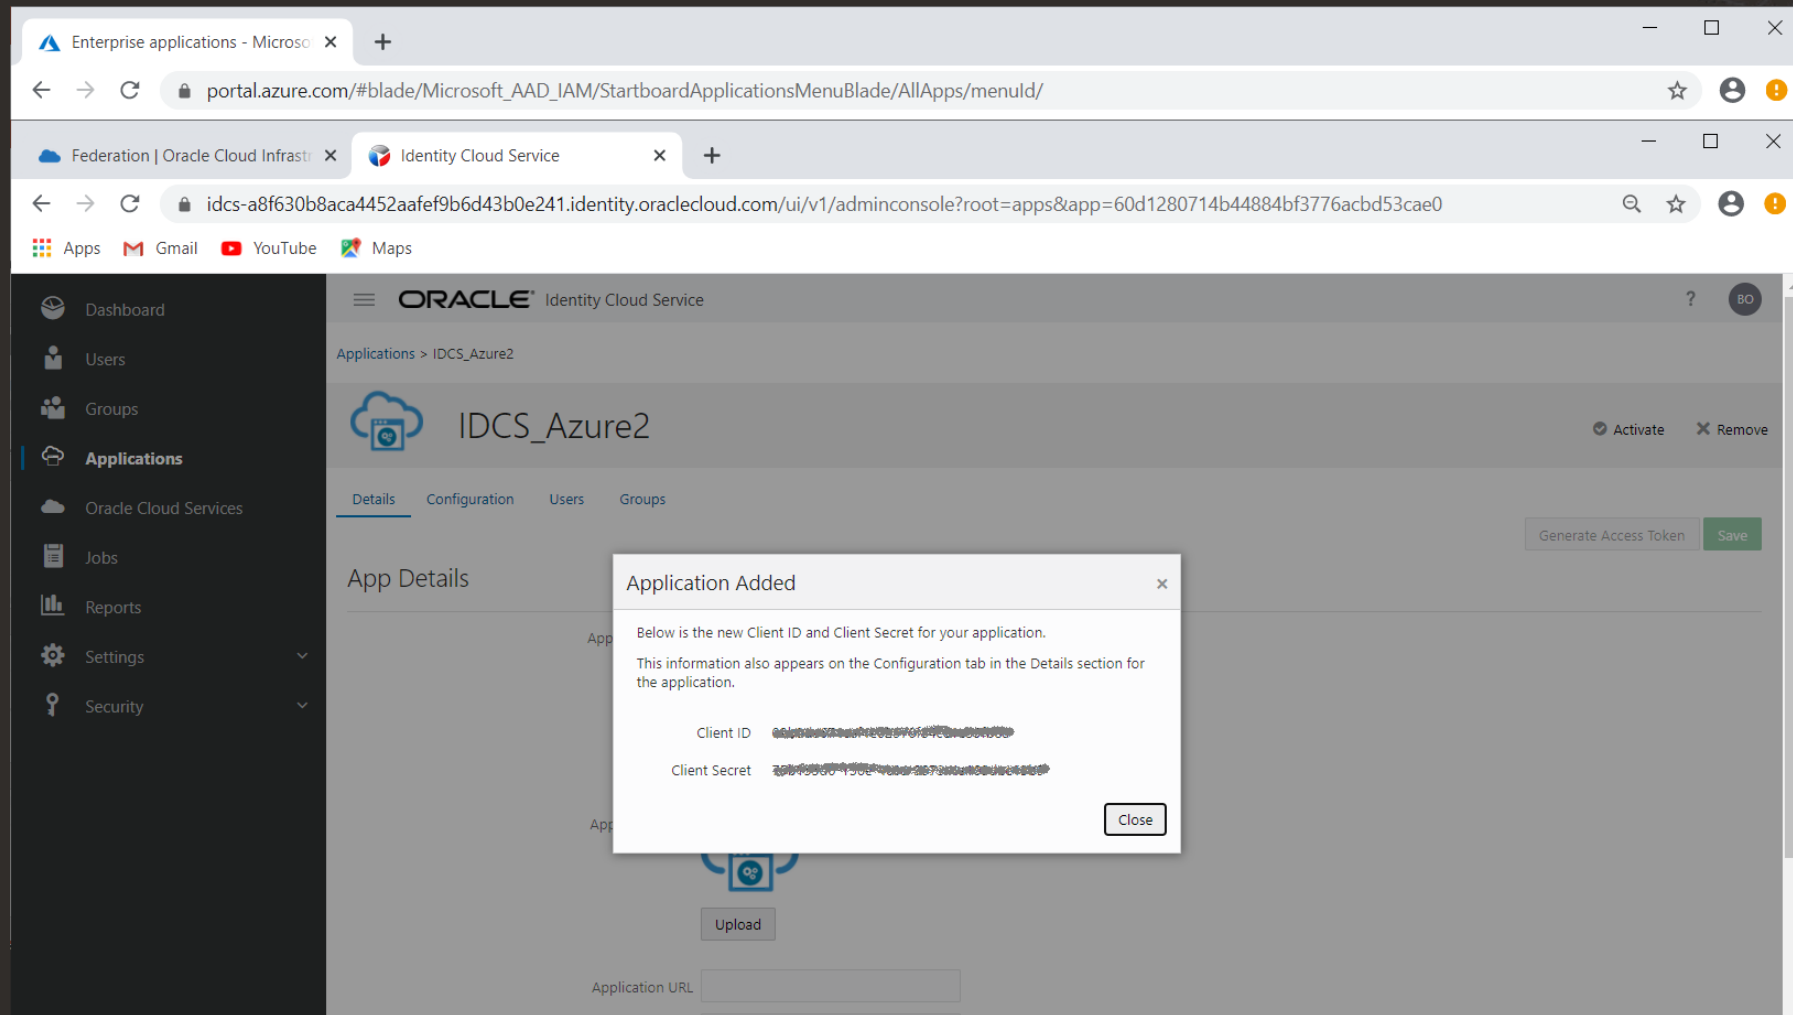 Enterprise applications - Microso
portal.azure.com/#blade/Microsoft_AAD_IAM/StartboardApplicationsMenuBlade/AllApps/menuId/
Federation | Oracle Cloud Infrastr
Identity Cloud Service
idcs-a8f630b8aca4452aafef9b6d43b0e241.identity.oraclecloud.com/ui/v1/adminconsole?root=apps&app=60d1280714b44884bf3776acbd53cae0
Apps
Gmail
YouTube
Maps
Dashboard
Users
Groups
Applications
Oracle Cloud Services
Jobs
Reports
Settings
Security
ORACLE® Identity Cloud Service
?
BO
Applications > IDCS_Azure2
IDCS_Azure2
Activate
Remove
Details
Configuration
Users
Groups
Generate Access Token
Save
App Details
App
Application Added
×
Below is the new Client ID and Client Secret for your application.
This information also appears on the Configuration tab in the Details section for
the application.
Client ID
Client Secret
Close
App
Upload
Application URL